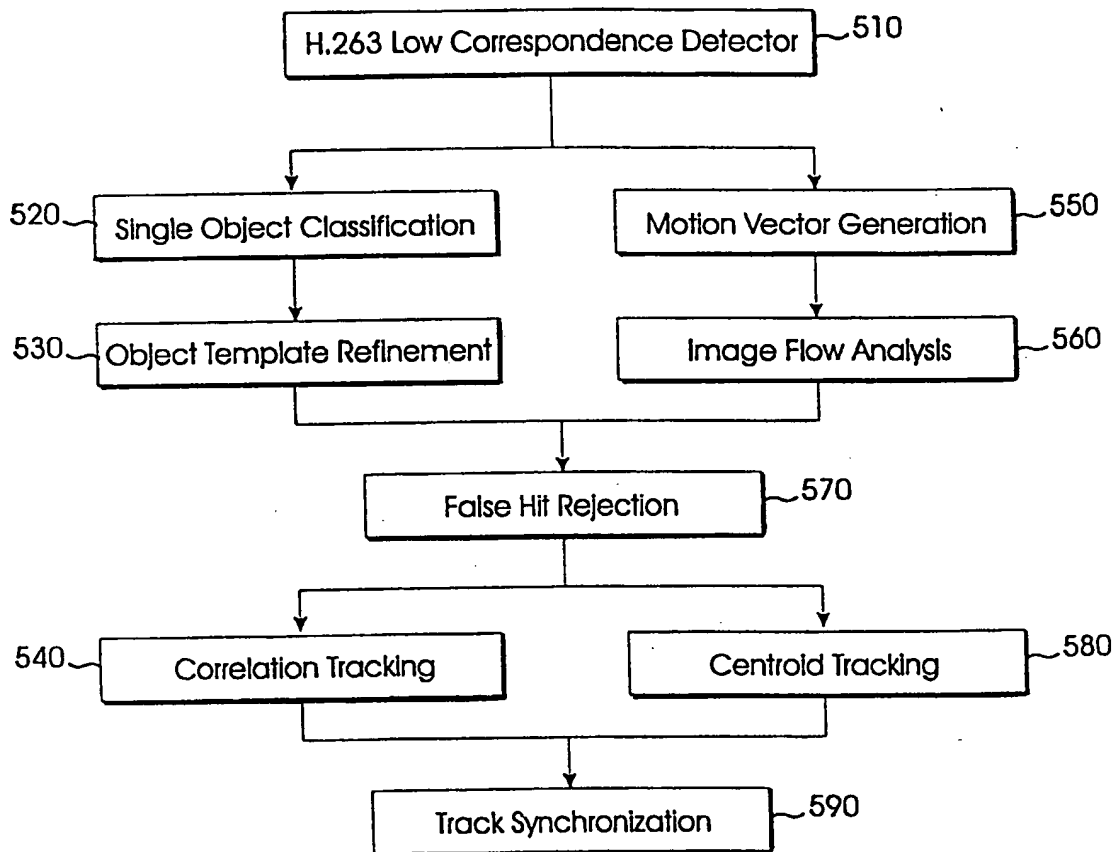 H.263 Low Correspondence Detector 510
520 Single Object Classification
Motion Vector Generation 550
530 Object Template Refinement
Image Flow Analysis 560
False Hit Rejection 570
540 Correlation Tracking
Centroid Tracking 580
Track Synchronization 590